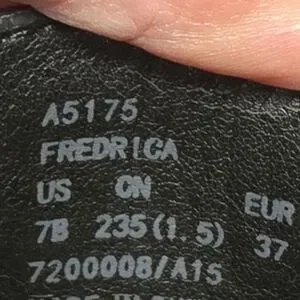 A5175
FREDRICA
US CN EUR
7B 235(1.5) 37
7200008/A15